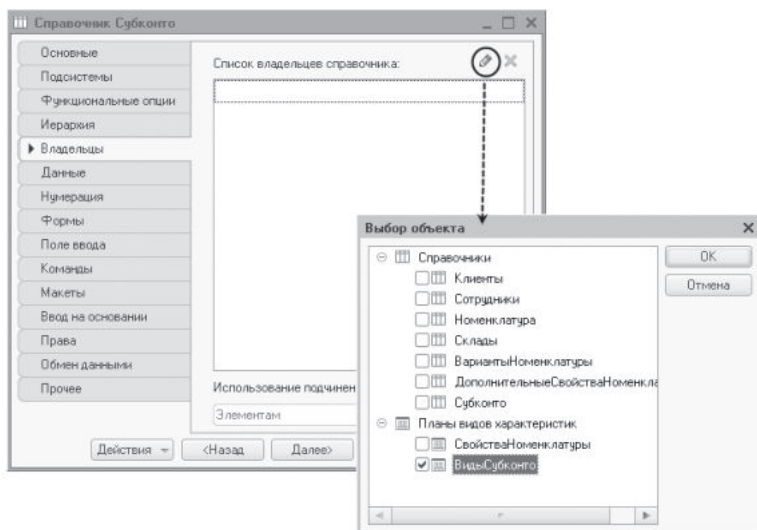 Справочник Субконто
Основные
Подсистемы
Функциональные опции
Иерархия
Владельцы
Данные
Нумерация
Формы
Поле ввода
Команды
Макеты
Ввод на основании
Права
Обмен данными
Прочее
Список владельцев справочника:
Использование подчинен
Элементам
Действия
<Назад
Далее>
Выбор объекта
Справочники
Клиенты
Сотрудники
Номенклатура
Склады
ВариантыНоменклатуры
ДополнительныеСвойстваНоменкла
Субконто
Планы видов характеристик
СвойстваНоменклатуры
ВидыСубконто
OK
Отмена